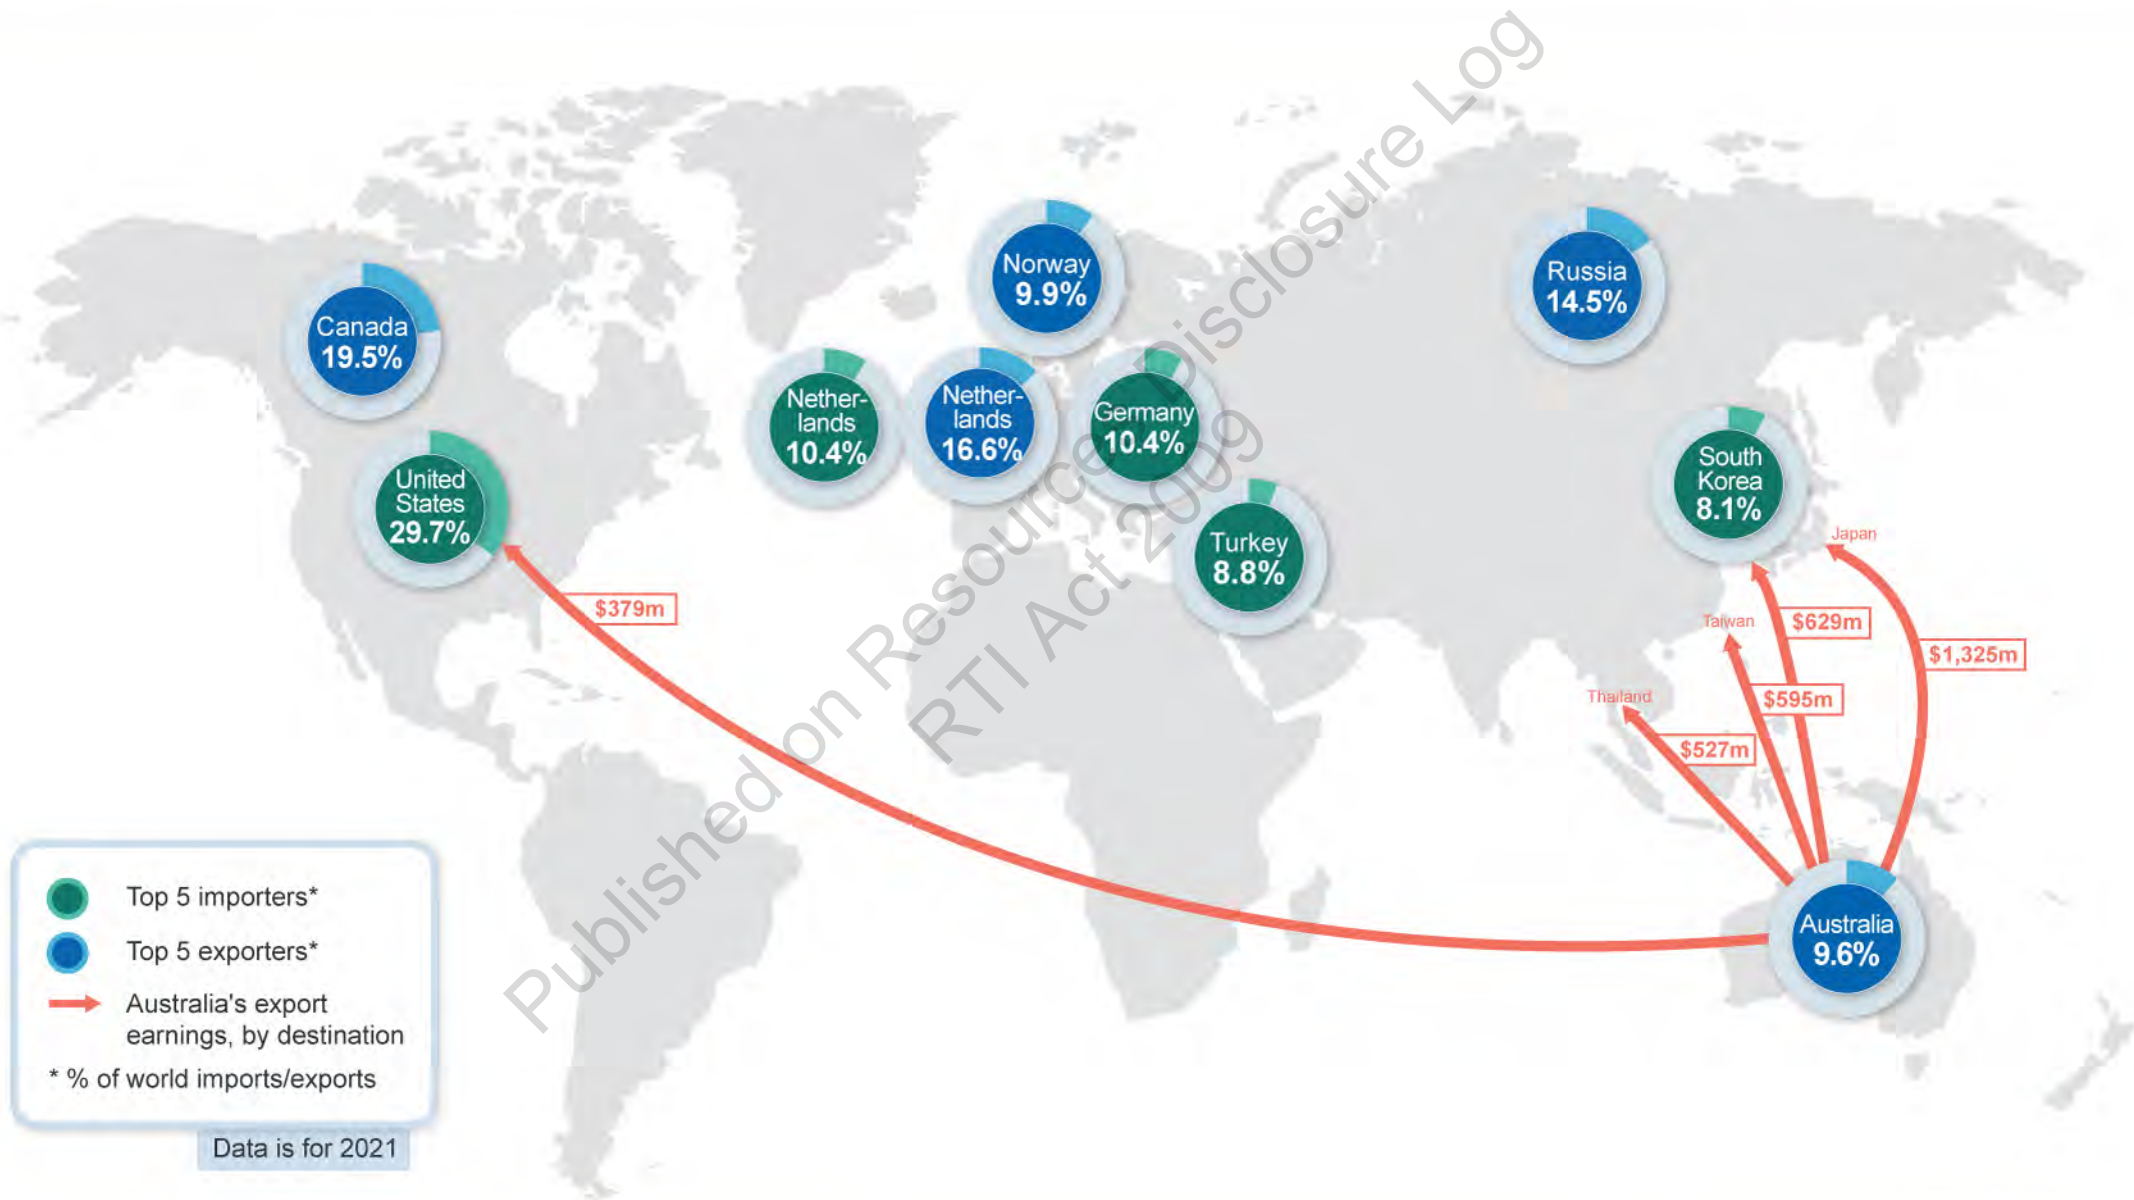 Published on Resources Disclosure Log
RTI Act 2009
Norway
9.9%
Russia
14.5%
Canada
19.5%
Nether-
lands
10.4%
Nether-
lands
16.6%
Germany
10.4%
United
States
29.7%
South
Korea
8.1%
Turkey
8.8%
Japan
$379m
Taiwan
$629m
$1,325m
Thailand
$595m
$527m
Australia
9.6%
Top 5 importers*
Top 5 exporters*
Australia's export
earnings, by destination
* % of world imports/exports
Data is for 2021